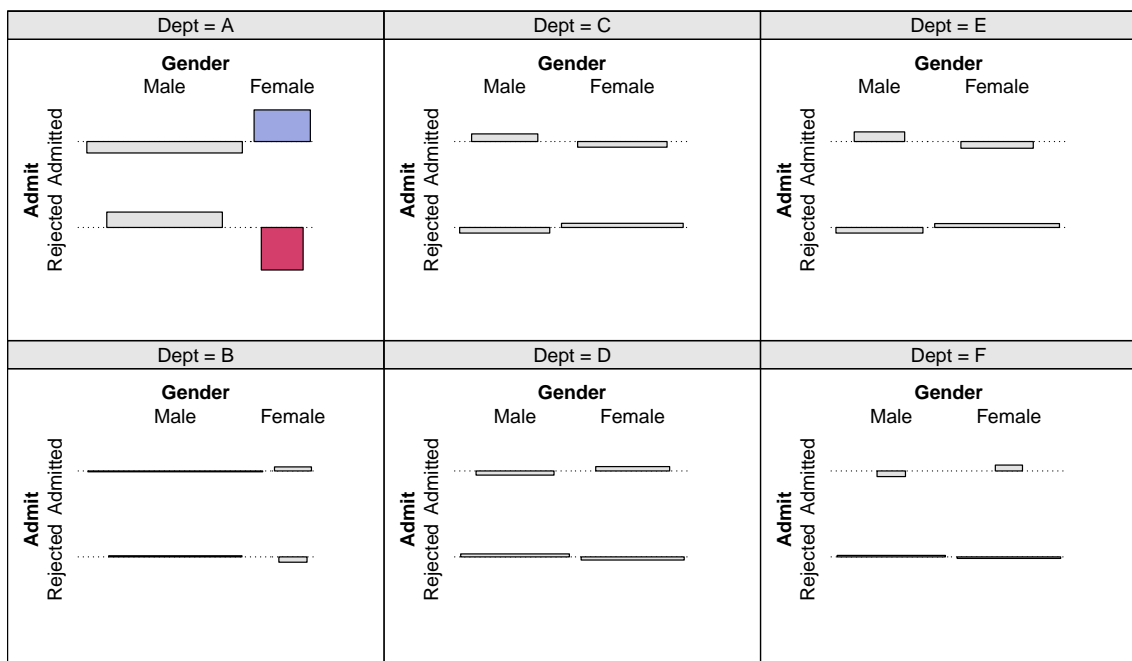 Dept = A
Gender
Male Female
Admit
Rejected Admitted
Dept = C
Gender
Male Female
Admit
Rejected Admitted
Dept = E
Gender
Male Female
Admit
Rejected Admitted
Dept = B
Gender
Male Female
Admit
Rejected Admitted
Dept = D
Gender
Male Female
Admit
Rejected Admitted
Dept = F
Gender
Male Female
Admit
Rejected Admitted